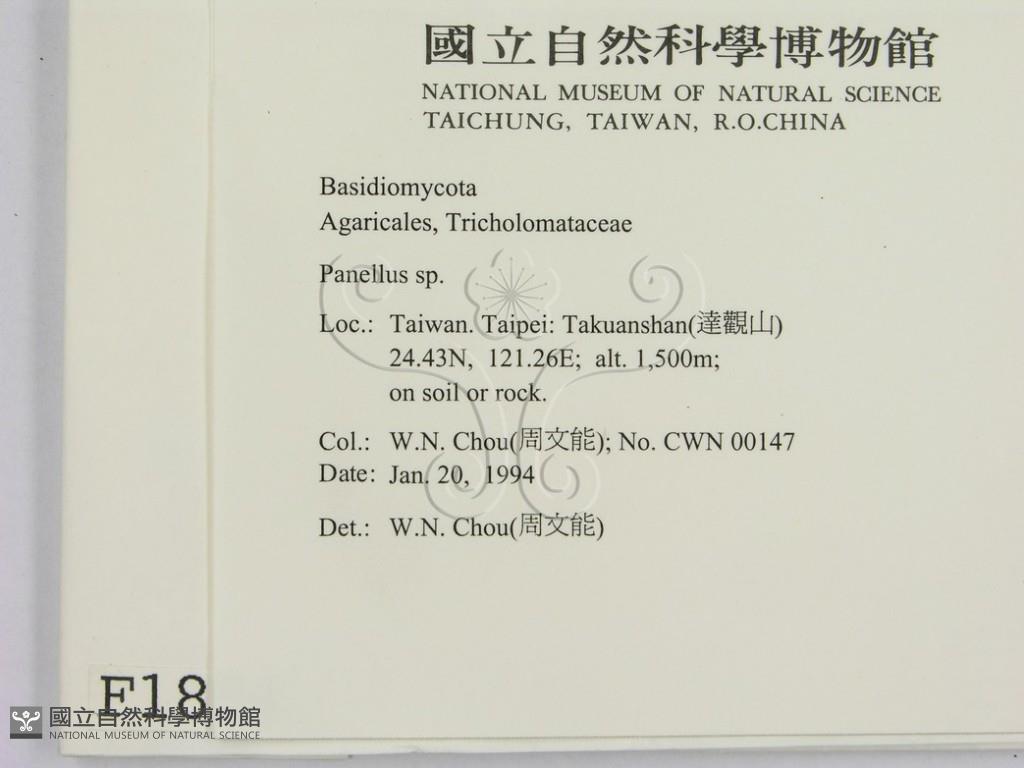 國立自然科學博物館
NATIONAL MUSEUM OF NATURAL SCIENCE
TAICHUNG, TAIWAN, R.O.CHINA
Basidiomycota
Agaricales, Tricholomataceae
Panellus sp.
Loc.: Taiwan. Taipei: Takuanshan(達觀山)
24.43N, 121.26E; alt. 1,500m;
on soil or rock.
Col.: W.N. Chou(周文能); No. CWN 00147
Date: Jan. 20, 1994
Det.: W.N. Chou(周文能)
F18
國立自然科學博物館
NATIONAL MUSEUM OF NATURAL SCIENCE